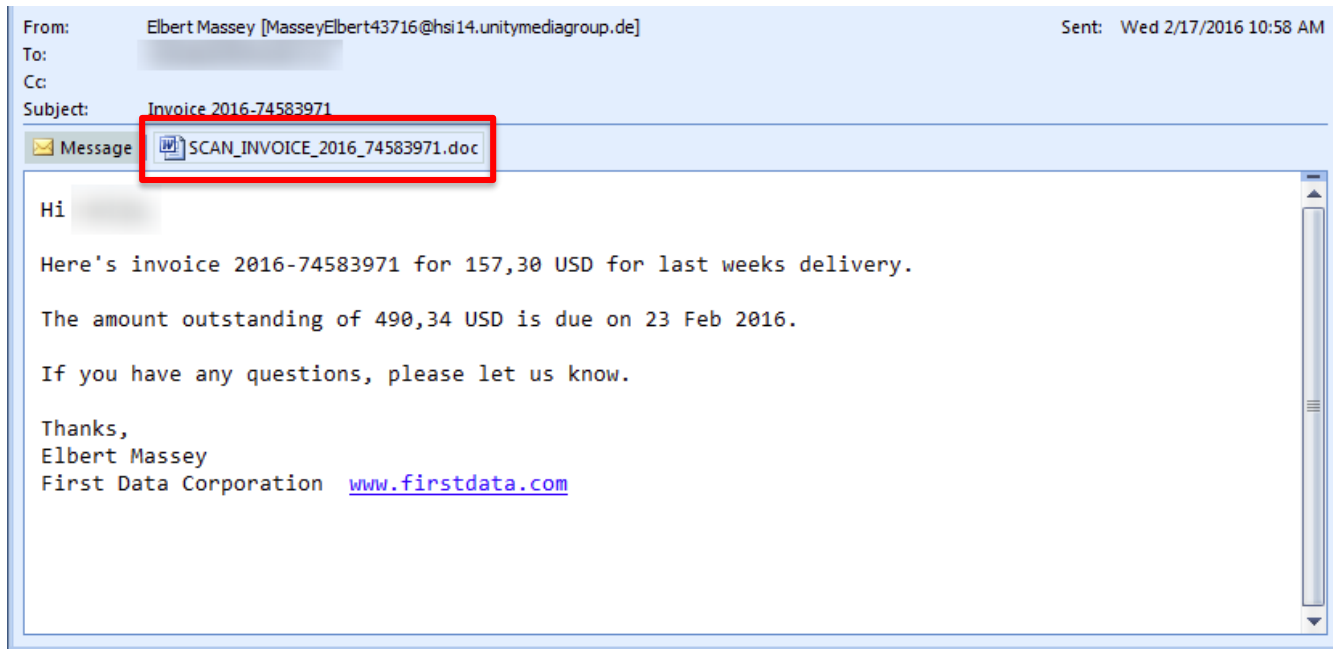 From: Elbert Massey [MasseyElbert43716@hsi14.unitymediagroup.de] Sent: Wed 2/17/2016 10:58 AM
To:
Cc:
Subject: Invoice 2016-74583971
Message SCAN_INVOICE_2016_74583971.doc
Hi
Here's invoice 2016-74583971 for 157,30 USD for last weeks delivery.
The amount outstanding of 490,34 USD is due on 23 Feb 2016.
If you have any questions, please let us know.
Thanks,
Elbert Massey
First Data Corporation www.firstdata.com